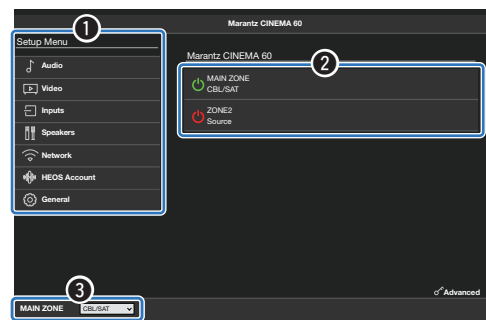 Marantz CINEMA 60
1
Setup Menu
Audio
Video
Inputs
Speakers
Network
HEOS Account
General
Marantz CINEMA 60
2
MAIN ZONE
CBL/SAT
ZONE2
Source
Advanced
3
MAIN ZONE CBL/SAT